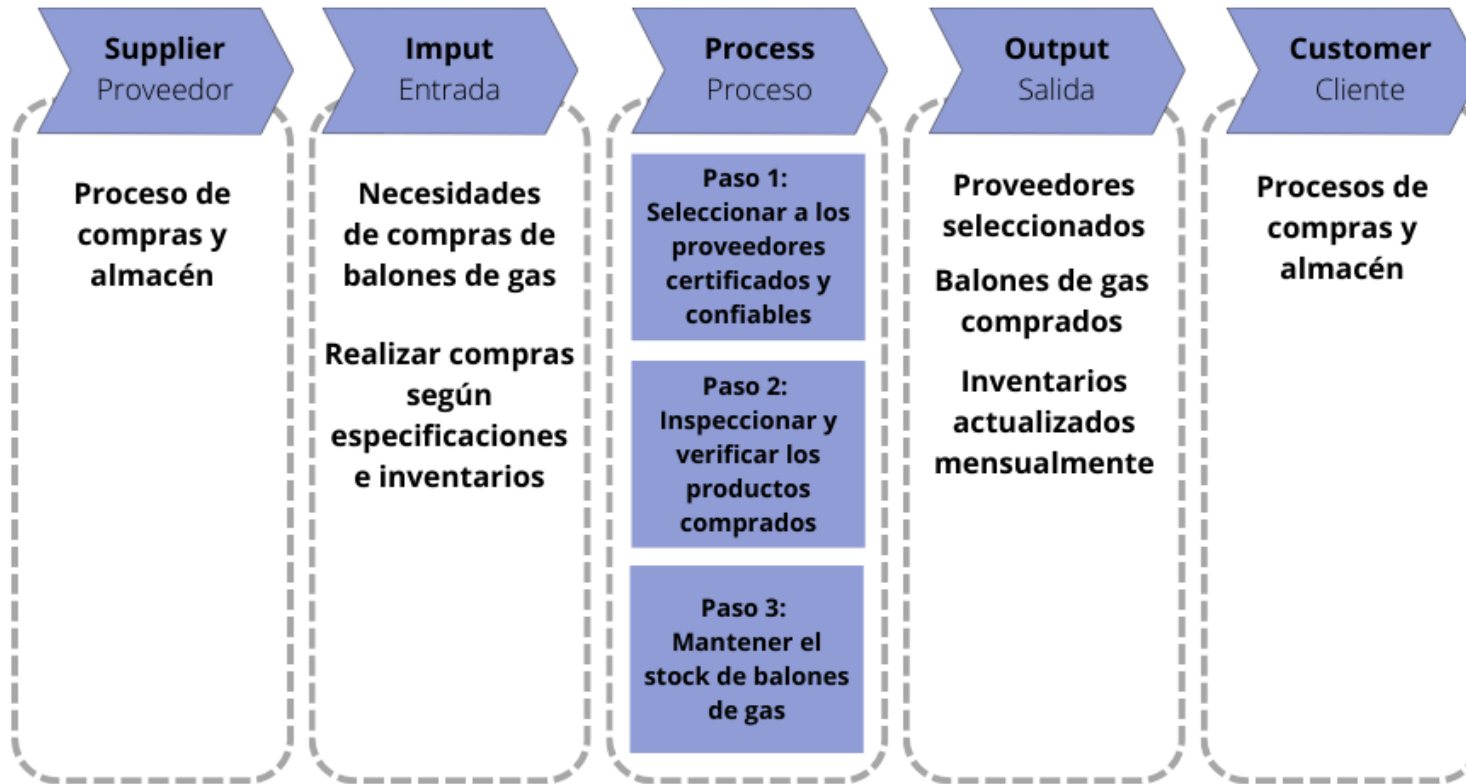 Supplier
Proveedor
Proceso de
compras y
almacén
Imput
Entrada
Necesidades
de compras de
balones de gas
Realizar compras
según
especificaciones
e inventarios
Process
Proceso
Paso 1:
Seleccionar a los
proveedores
certificados y
confiables
Paso 2:
Inspeccionar y
verificar los
productos
comprados
Paso 3:
Mantener el
stock de balones
de gas
Output
Salida
Proveedores
seleccionados
Balones de gas
comprados
Inventarios
actualizados
mensualmente
Customer
Cliente
Procesos de
compras y
almacén